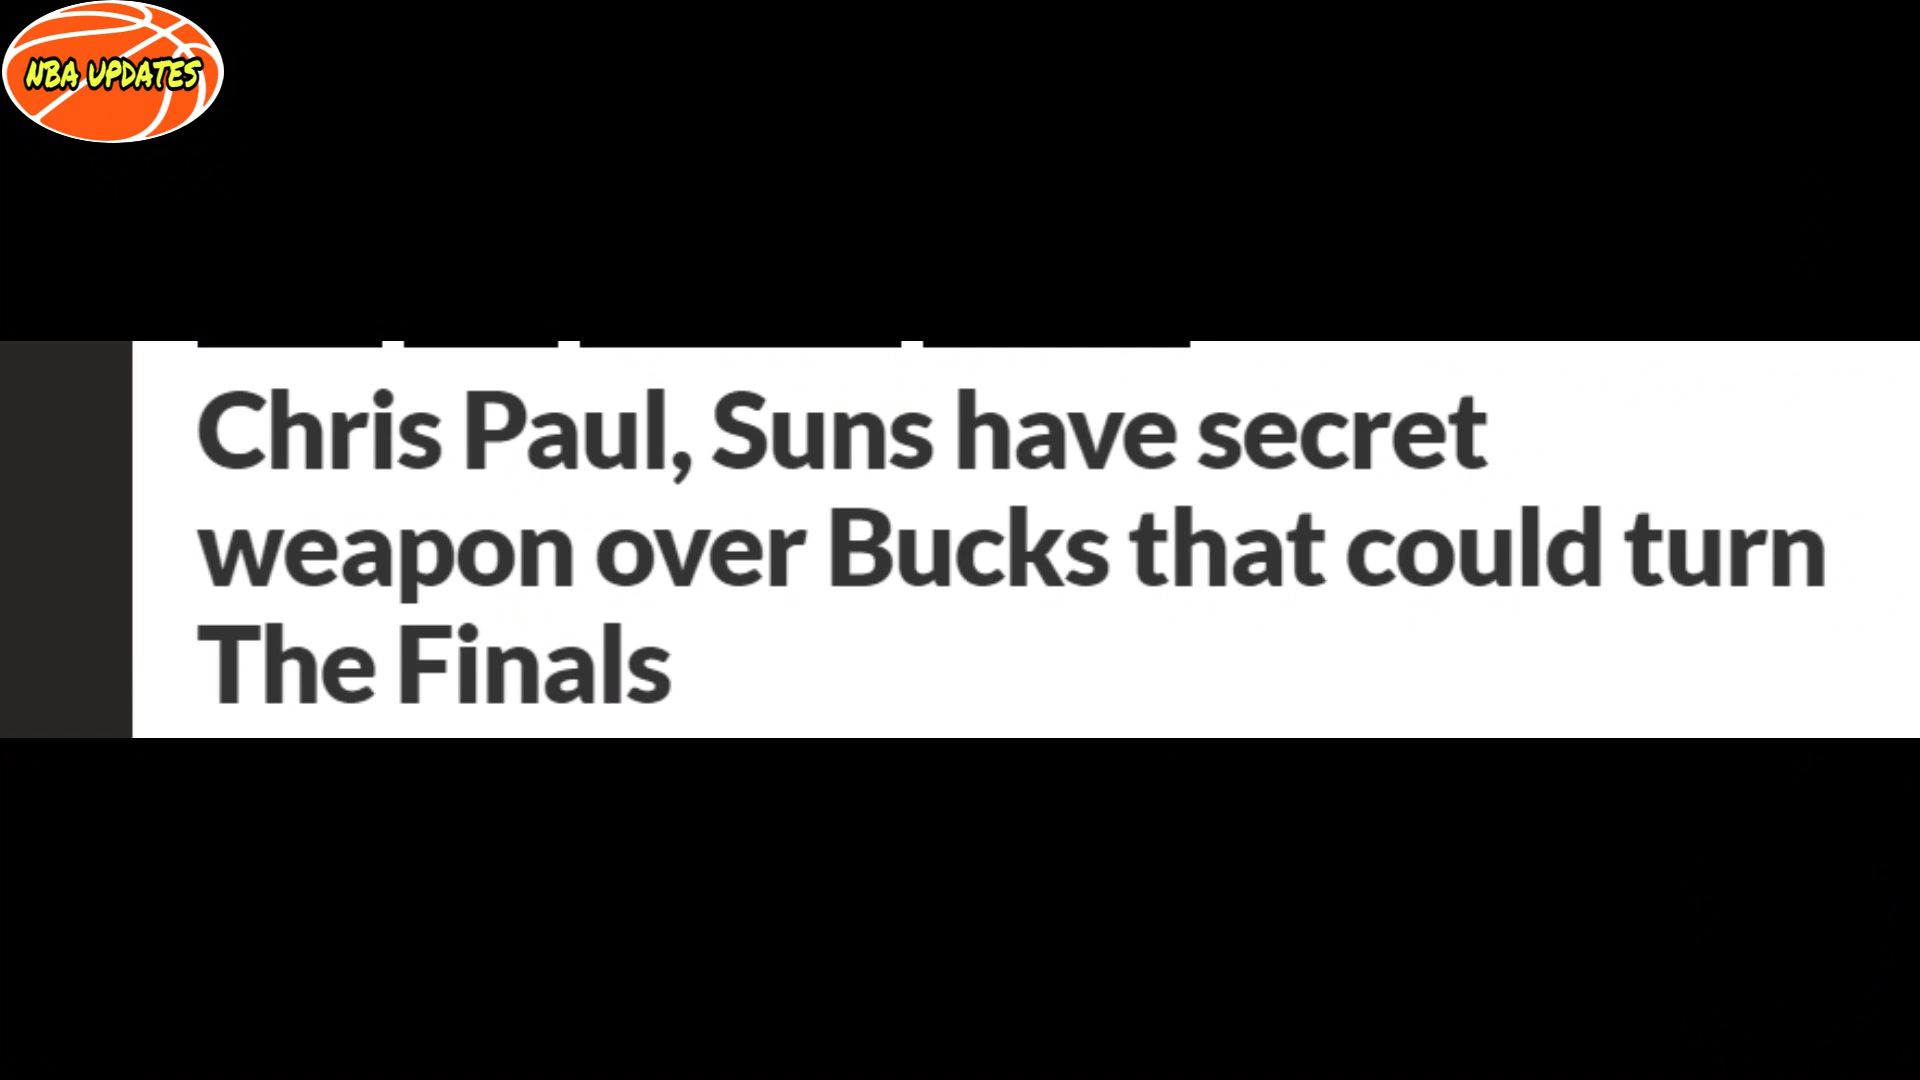 NBA UPDATES
Chris Paul, Suns have secret
weapon over Bucks that could turn
The Finals